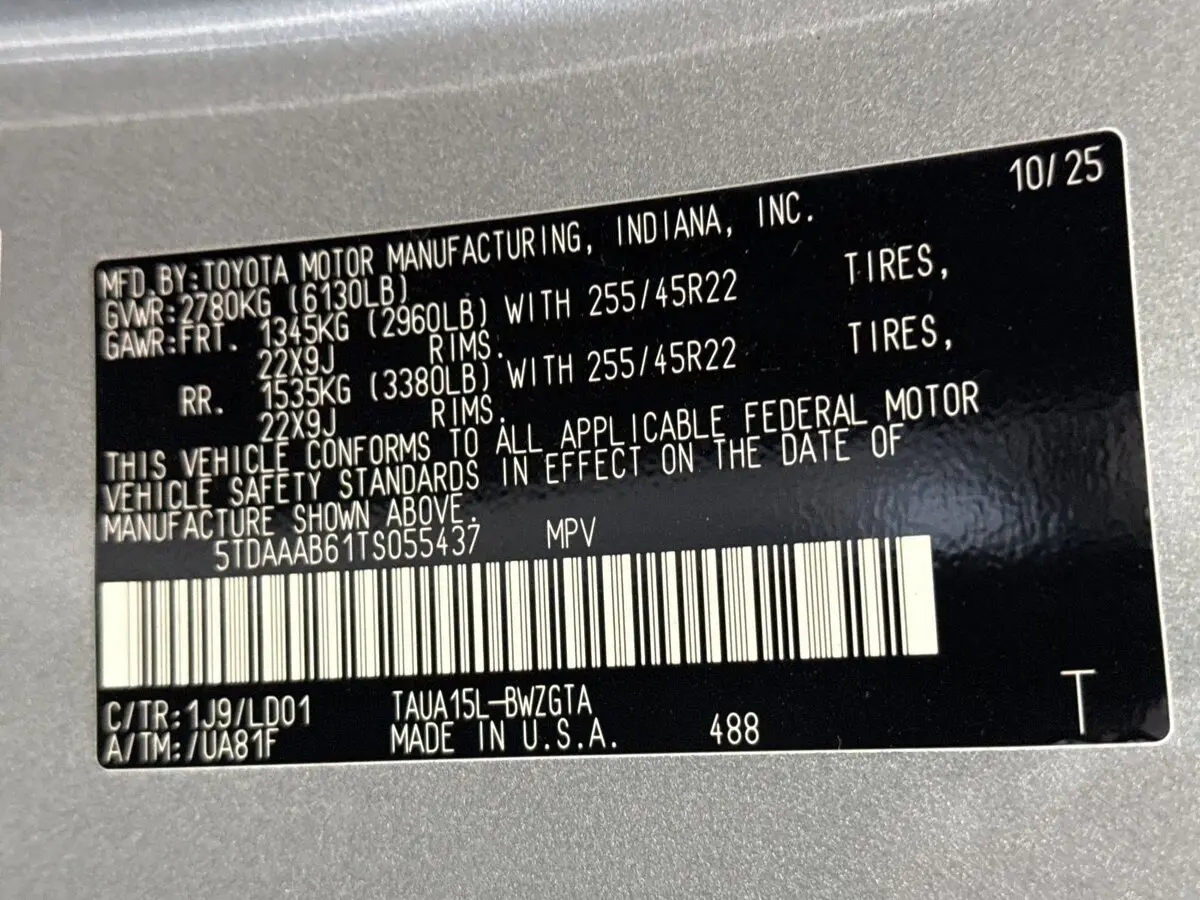 10/25
MFD.BY:TOYOTA MOTOR MANUFACTURING, INDIANA, INC.
GVWR:2780KG (6130LB)
GAWR:FRT. 1345KG (2960LB) WITH 255/45R22 TIRES,
22X9J RIMS.
RR. 1535KG (3380LB) WITH 255/45R22 TIRES,
22X9J RIMS.
THIS VEHICLE CONFORMS TO ALL APPLICABLE FEDERAL MOTOR
VEHICLE SAFETY STANDARDS IN EFFECT ON THE DATE OF
MANUFACTURE SHOWN ABOVE.
5TDAAAB61TS055437 MPV
C/TR:1J9/LD01 TAUA15L-BWZGTA
A/TM:/UA81F MADE IN U.S.A. 488 T